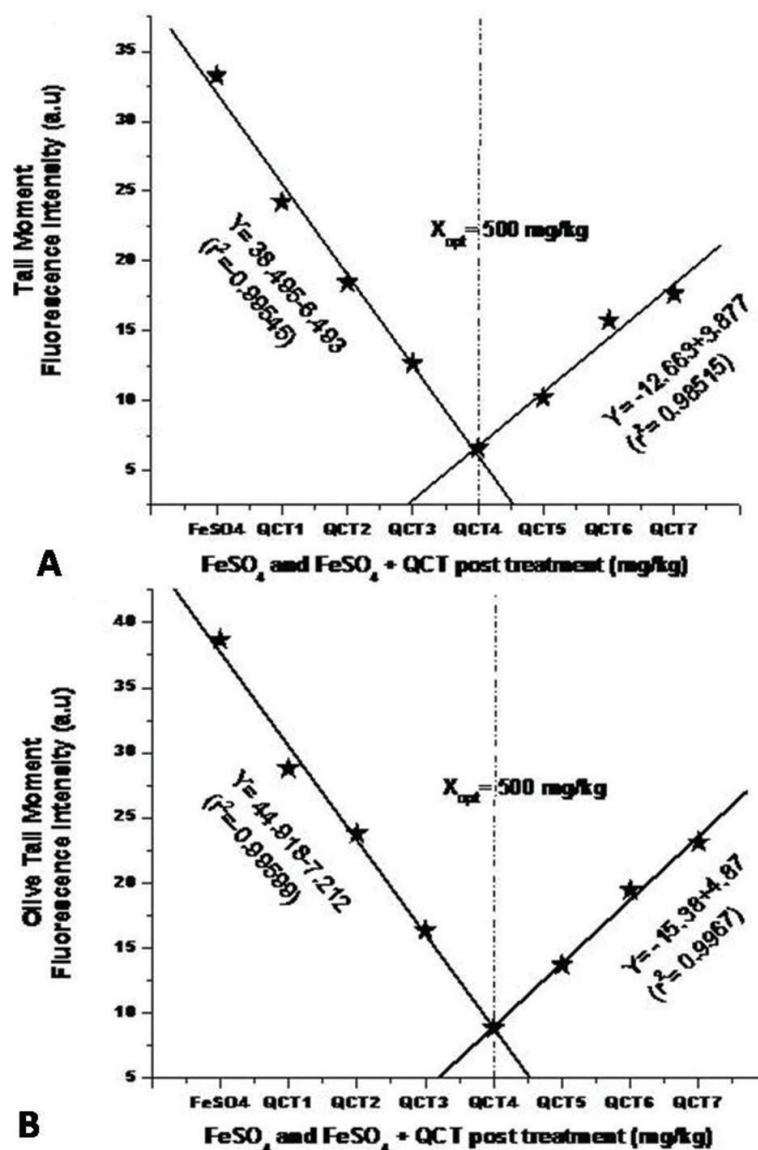 Tail Moment
Fluorescence Intensity (a.u)
35
30
25
20
15
10
5
Y= 38.495-6.493
(r²=-0.99545)
X opt = 500 mg/kg
Y= -12.663+3.877
(r²= 0.98515)
FeSO4 QCT1 QCT2 QCT3 QCT4 QCT5 QCT6 QCT7
FeSO₄ and FeSO₄ + QCT post treatment (mg/kg)
A
Olive Tail Moment
Fluorescence Intensity (a.u)
40
35
30
25
20
15
10
5
Y= 44.918-7.212
(r²=-0.99599)
X opt = 500 mg/kg
Y= -15.38+4.87
(r²= 0.9967)
FeSO4 QCT1 QCT2 QCT3 QCT4 QCT5 QCT6 QCT7
FeSO₄ and FeSO₄ + QCT post treatment (mg/kg)
B